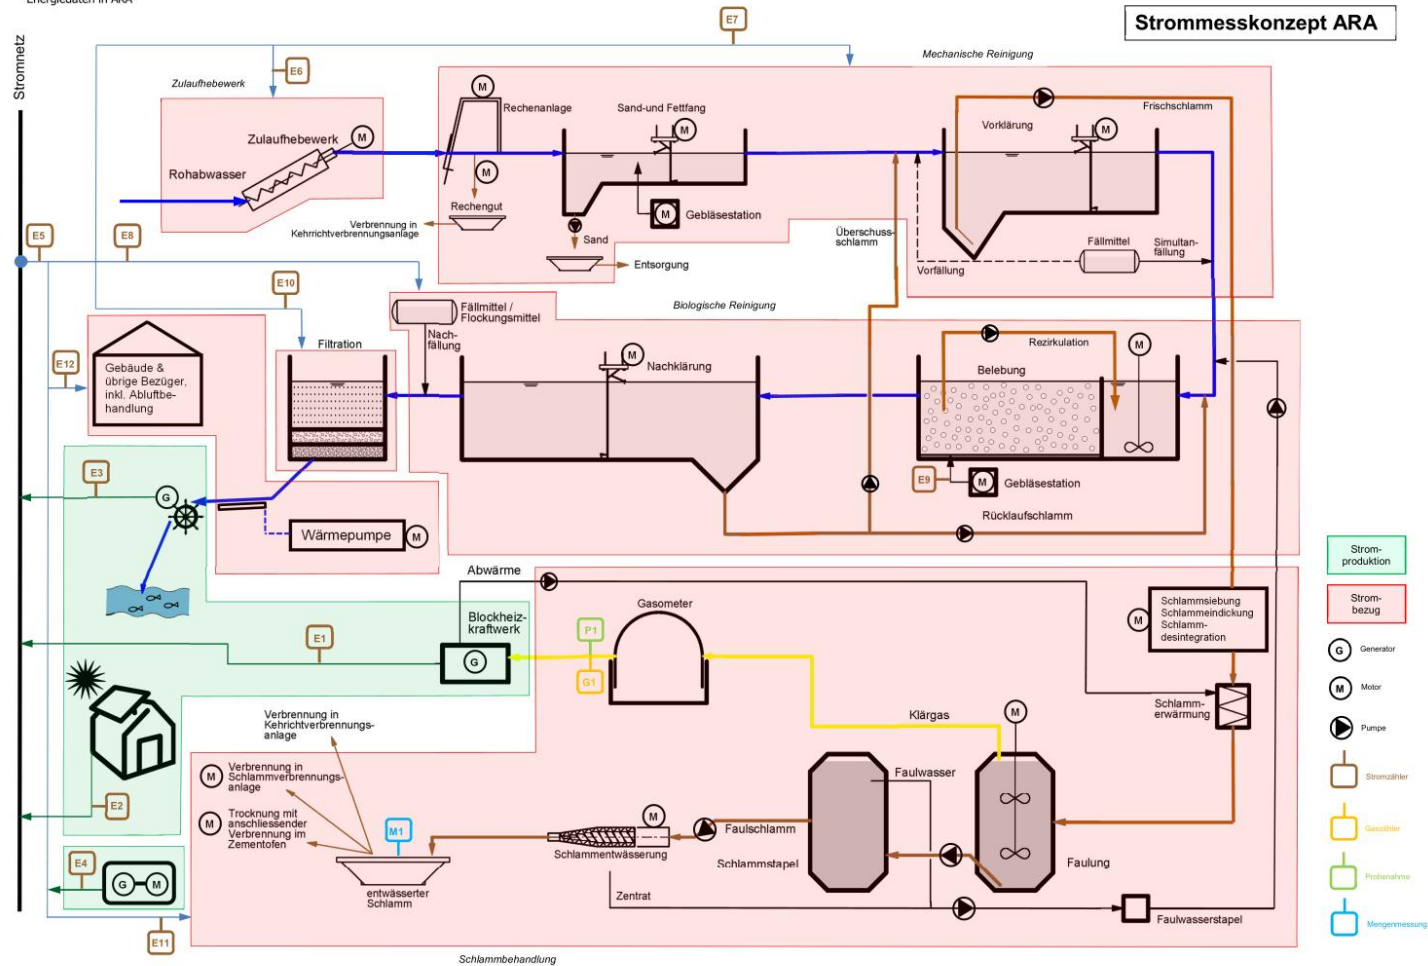 Energiedaten in ARA
Strommesskonzept ARA
Stromnetz
E7
Mechanische Reinigung
Zulaufhebewerk
E6
M
Rechenanlage
Sand-und Fettfang
M
Vorklärung
M
Frischschlamm
Zulaufhebewerk
M
Rohabwasser
M
Rechengut
M
Gebläsestation
Verbrennung in
Kehrrichtverbrennungsanlage
Sand
Entsorgung
Überschuss-
schlamm
Vorfällung
Fällmittel
Simultan-
fällung
E5
E8
E10
Biologische Reinigung
Fällmittel /
Flockungsmittel
Nach-
fällung
Filtration
E12
Gebäude &
übrige Bezüger,
inkl. Abluftbe-
handlung
M
Nachklärung
Rezirkulation
M
Belebung
E9
M
Gebläsestation
Rücklaufschlamm
E3
G
Wärmepumpe
M
Strom-
produktion
Strom-
bezug
G
Generator
M
Motor
Pumpe
Stromzähler
Gaszähler
Probenahme
Mengenmessung
Abwärme
Blockheiz-
kraftwerk
G
E1
P1
G1
Gasometer
M
Schlammsiebung
Schlammeindickung
Schlamm-
desintegration
Schlamm-
erwärmung
Klärgas
M
E2
Verbrennung in
Kehrichtverbrennungs-
anlage
M
Verbrennung in
Schlammverbrennungs-
anlage
M
Trocknung mit
anschliessender
Verbrennung im
Zementofen
M1
M
Schlammentwässerung
Faulschlamm
Schlammstapel
Faulwasser
Faulung
E4
G
M
entwässerter
Schlamm
Zentrat
Faulwasserstapel
E11
Schlammbehandlung